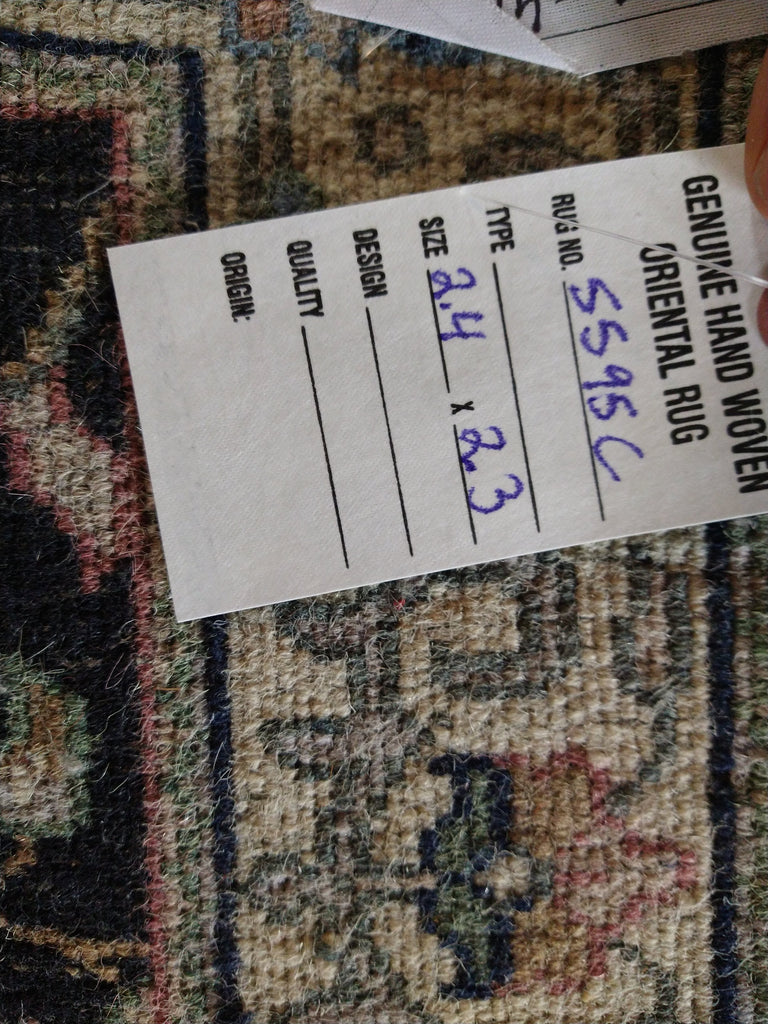 GENUINE HAND WOVEN
ORIENTAL RUG
RUG NO. 5595C
TYPE
SIZE 2.4 x 2.3
DESIGN
QUALITY
ORIGIN: